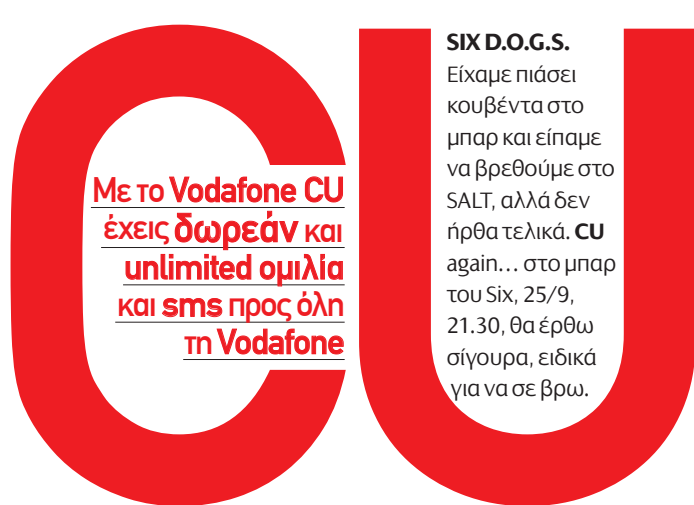 CU
Με το Vodafone CU
έχεις δωρεάν και
unlimited ομιλία
και sms προς όλη
τη Vodafone
SIX D.O.G.S.
Είχαμε πιάσει
κουβέντα στο
μπαρ και είπαμε
να βρεθούμε στο
SALT, αλλά δεν
ήρθα τελικά. CU
again... στο μπαρ
του Six, 25/9,
21.30, θα έρθω
σίγουρα, ειδικά
για να σε βρω.